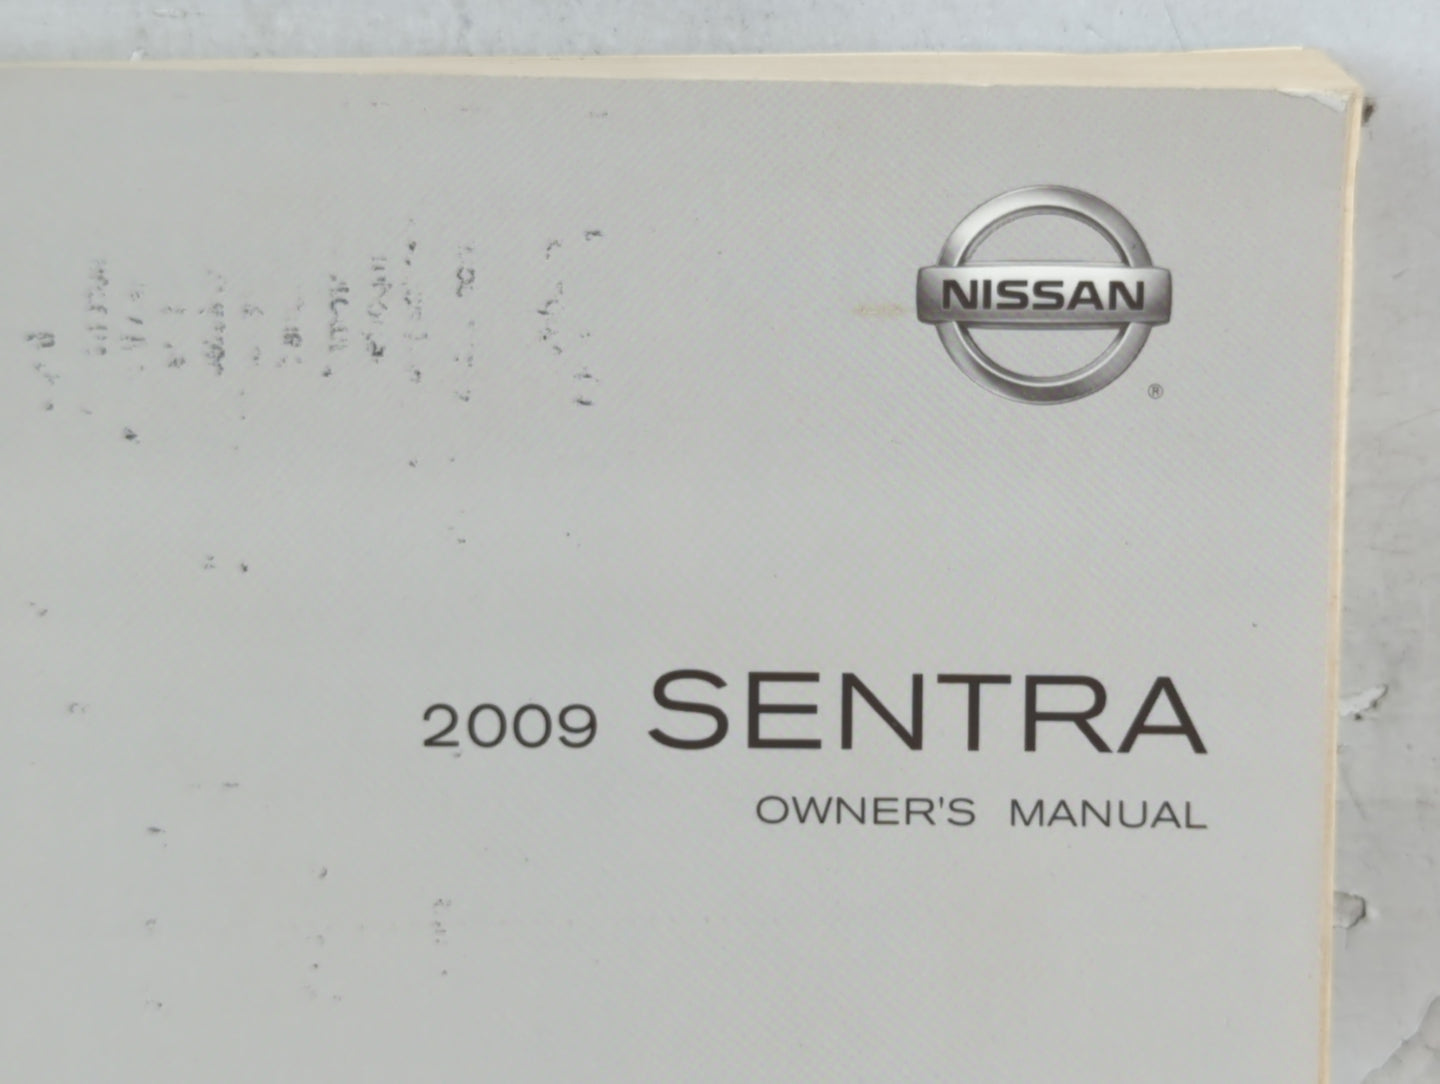 NISSAN
®
2009 SENTRA
OWNER'S MANUAL